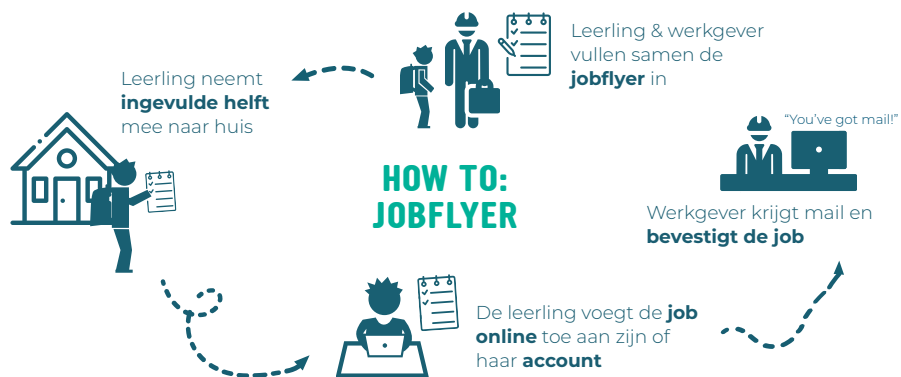 Leerling & werkgever
vullen samen de
jobflyer in
Leerling neemt
ingevulde helft
mee naar huis
HOW TO:
JOBFLYER
De leerling voegt de job
online toe aan zijn of
haar account
“You’ve got mail!”
Werkgever krijgt mail en
bevestigt de job